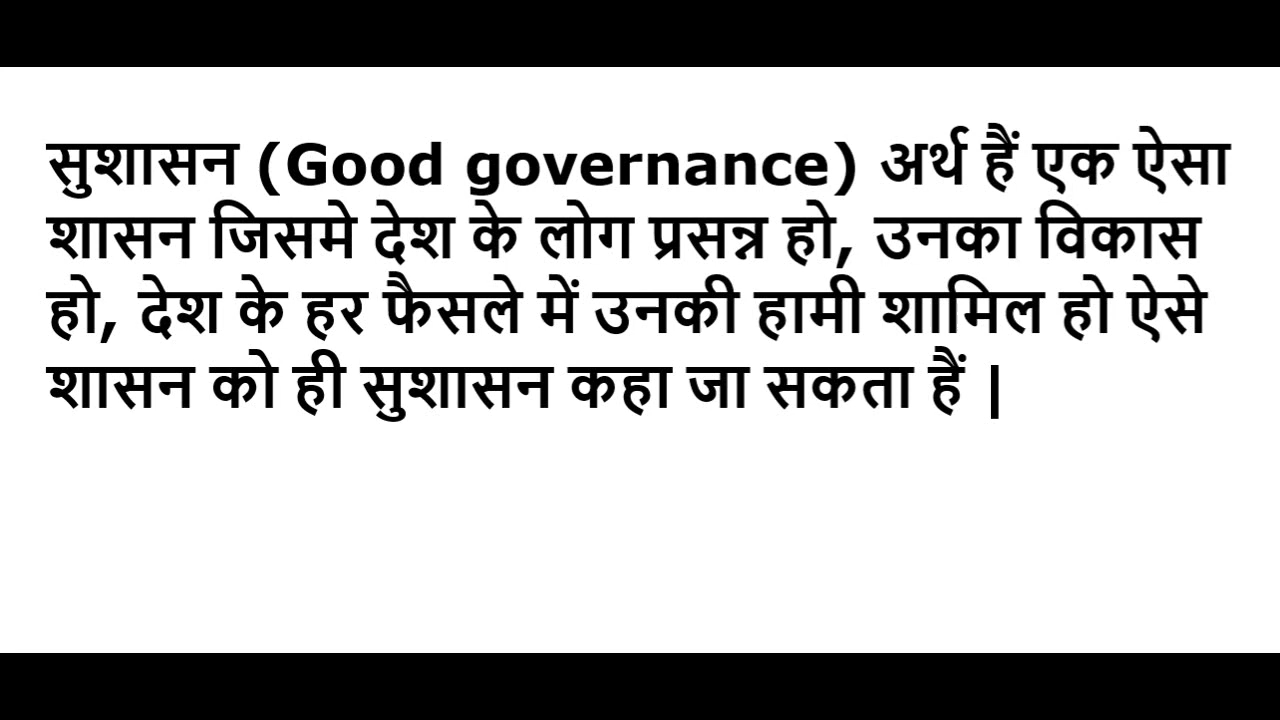 सुशासन (Good governance) अर्थ हैं एक ऐसा
शासन जिसमे देश के लोग प्रसन्न हो, उनका विकास
हो, देश के हर फैसले में उनकी हामी शामिल हो ऐसे
शासन को ही सुशासन कहा जा सकता हैं |